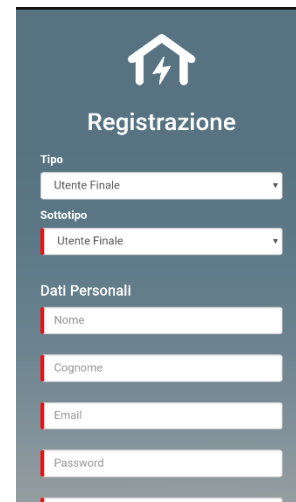 Registrazione
Tipo
Utente Finale
Sottotipo
Utente Finale
Dati Personali
Nome
Cognome
Email
Password